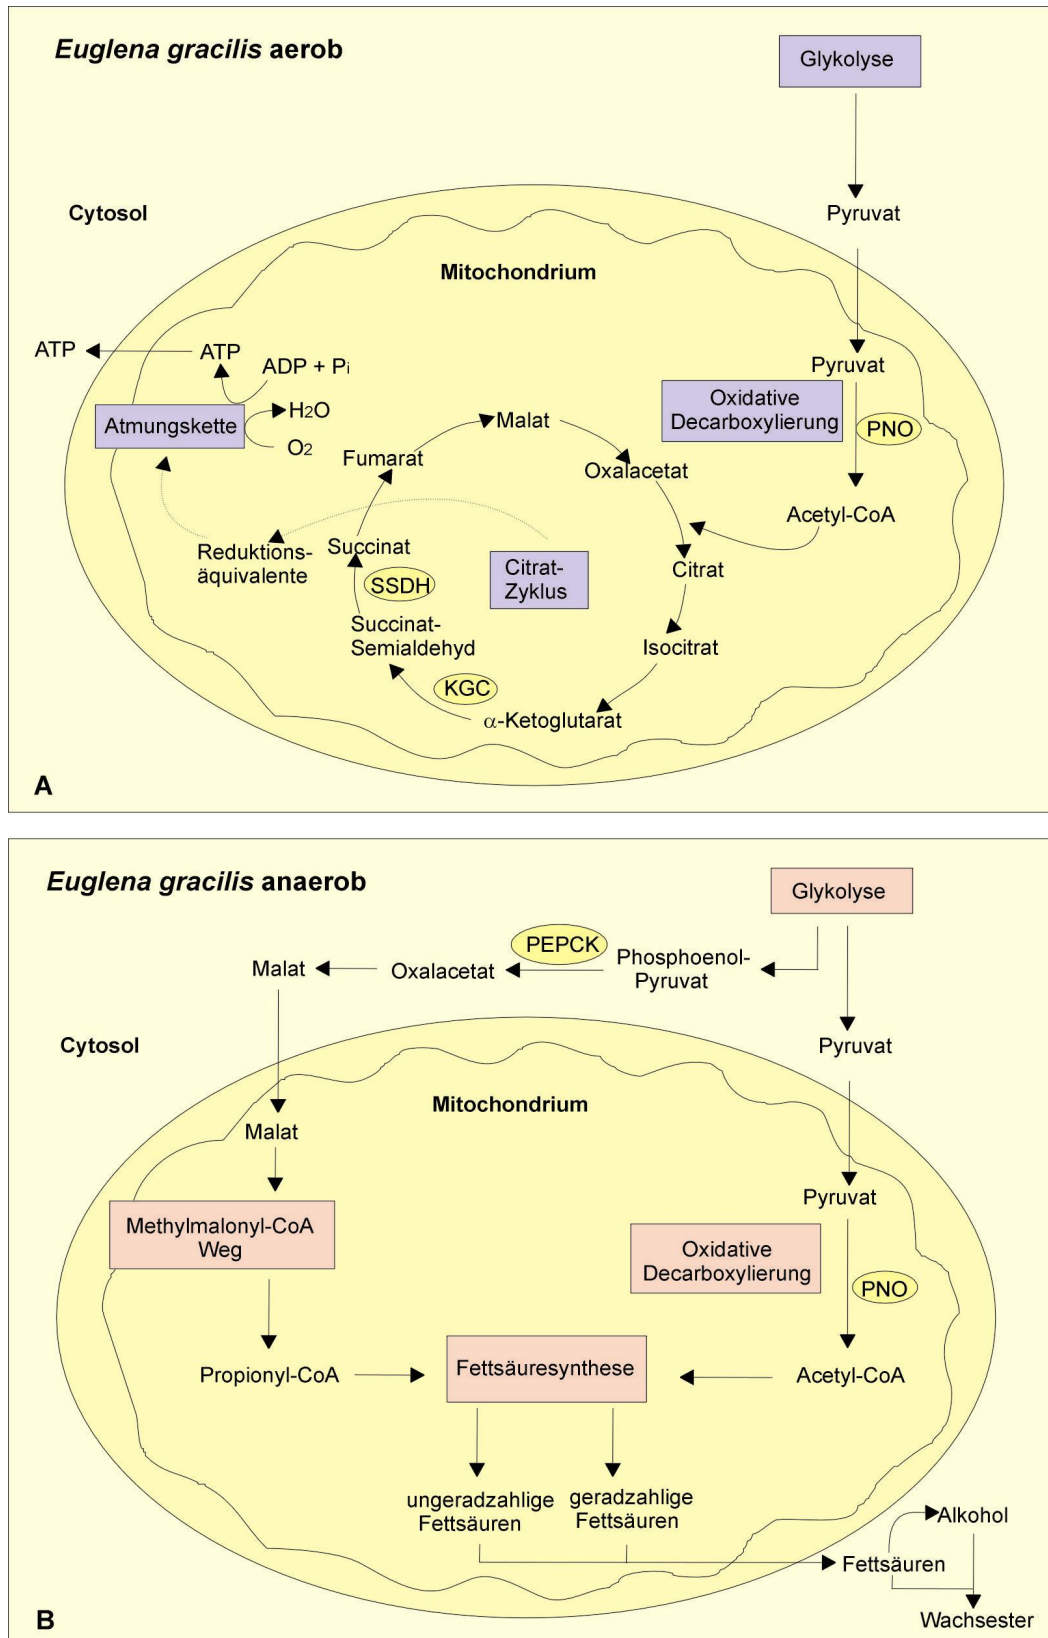 Euglena gracilis aerob
Glykolyse
Cytosol
Pyruvat
Mitochondrium
ATP
ATP
ADP + Pi
Pyruvat
Oxidative
Decarboxylierung
PNO
Atmungskette
H2O
O2
Malat
Fumarat
Oxalacetat
Acetyl-CoA
Reduktions-
äquivalente
Succinat
Citrat-
Zyklus
Citrat
SSDH
Succinat-
Semialdehyd
Isocitrat
KGC
α-Ketoglutarat
A
Euglena gracilis anaerob
Glykolyse
PEPCK
Malat
Oxalacetat
Phosphoenol-
Pyruvat
Cytosol
Pyruvat
Mitochondrium
Malat
Pyruvat
Methylmalonyl-CoA
Weg
Oxidative
Decarboxylierung
PNO
Propionyl-CoA
Fettsäuresynthese
Acetyl-CoA
ungeradzahlige
Fettsäuren
geradzahlige
Fettsäuren
Alkohol
Fettsäuren
Wachsester
B